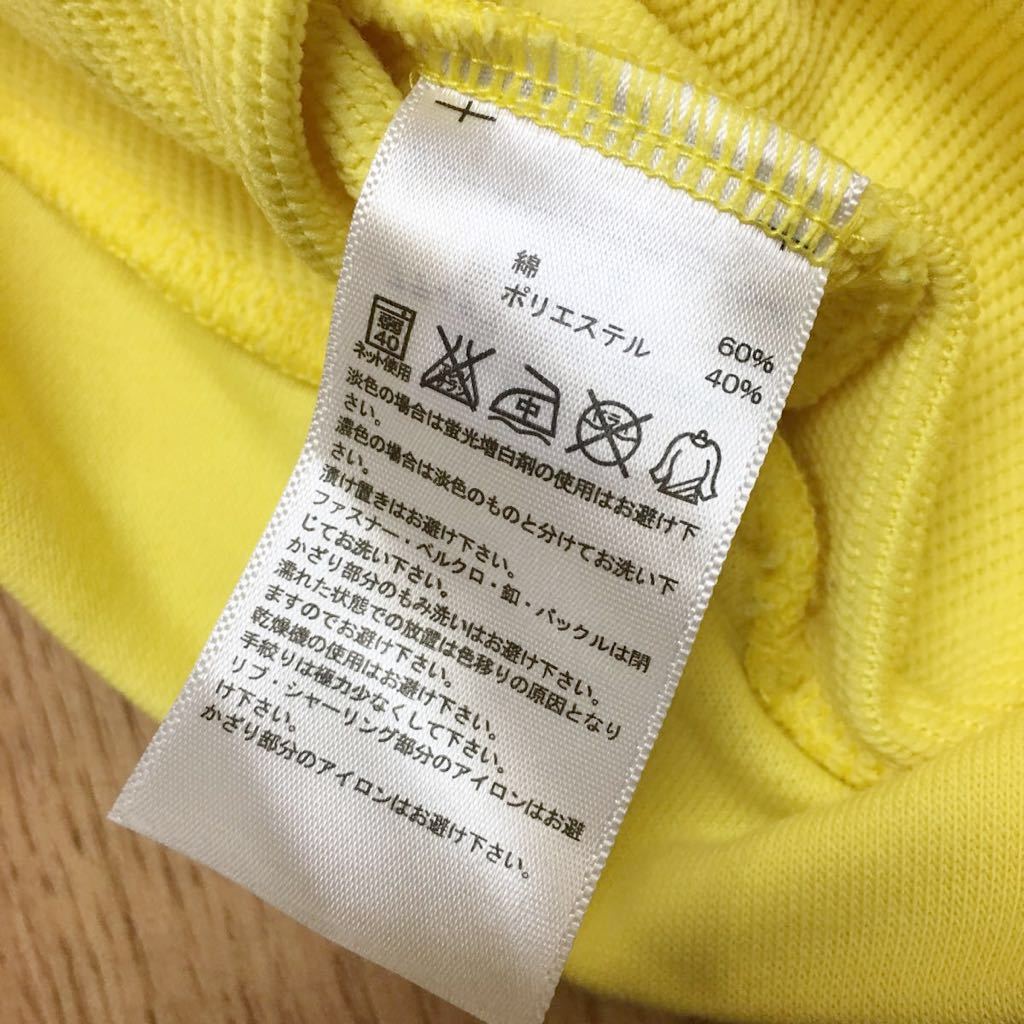 綿 60%
ポリエステル 40%
弱
40
ネット使用
エンソ
サラシ
中
ドライ
淡色の場合は蛍光増白剤の使用はお避け下
さい。
濃色の場合は淡色のものと分けてお洗い下
さい。
漬け置きはお避け下さい。
ファスナー・ベルクロ・釦・バックルは閉
じてお洗い下さい。
かざり部分のもみ洗いはお避け下さい。
濡れた状態での放置は色移りの原因となり
ますのでお避け下さい。
乾燥機の使用はお避け下さい。
手絞りは極力少なくして下さい。
リブ・シャーリング部分のアイロンはお避
け下さい。
かざり部分のアイロンはお避け下さい。